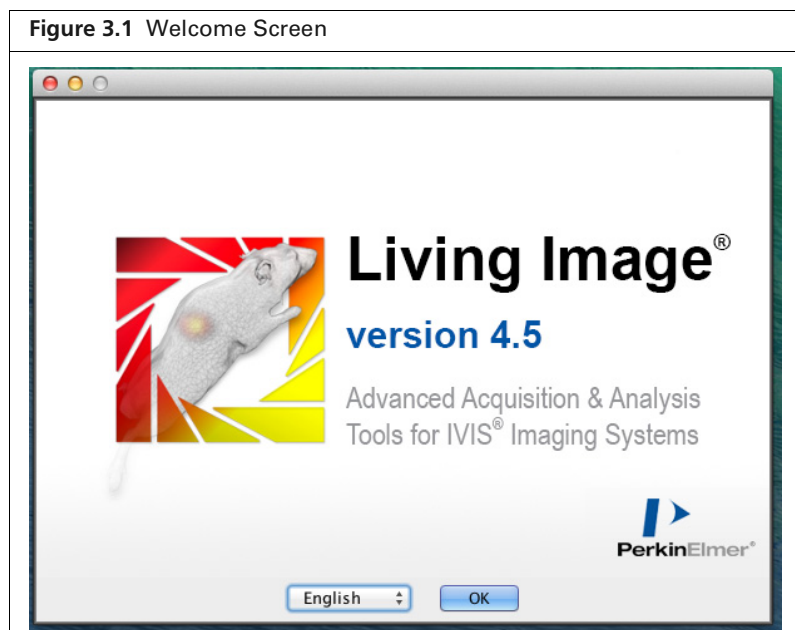 Figure 3.1 Welcome Screen
Living Image®
version 4.5
Advanced Acquisition & Analysis
Tools for IVIS® Imaging Systems
PerkinElmer®
English
OK